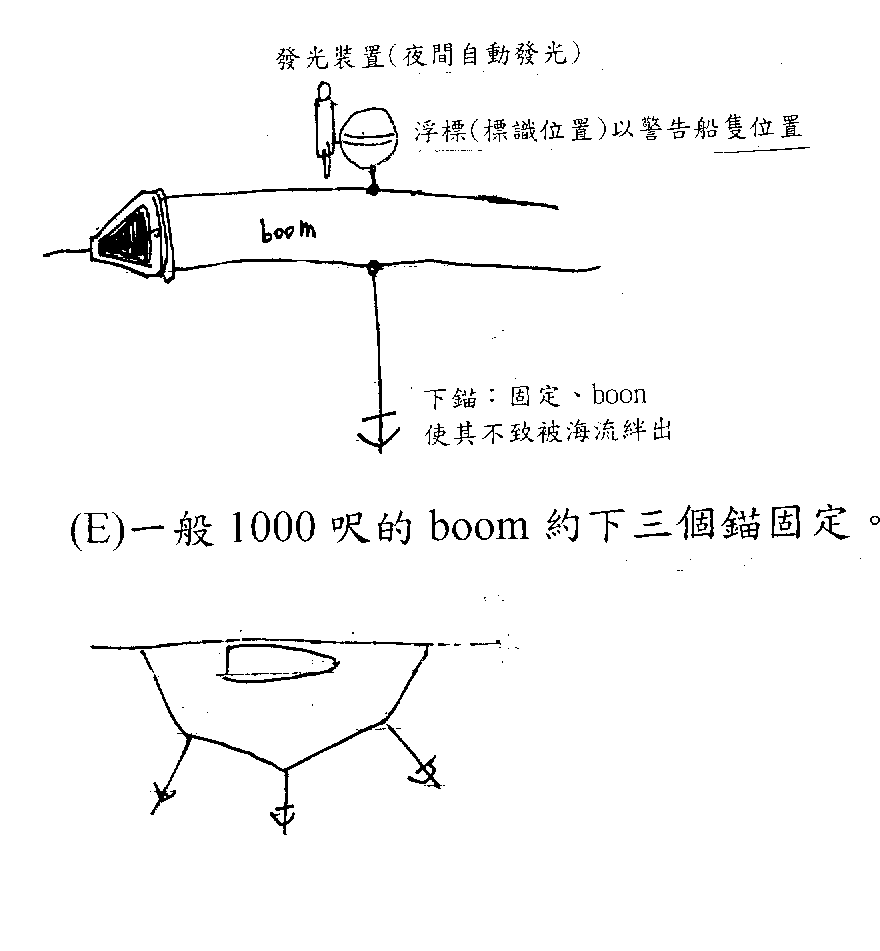 發光裝置(夜間自動發光)
浮標(標識位置)以警告船隻位置
boom
下錨：固定、boon
使其不致被海流絆出
(E)一般 1000 呎的 boom 約下三個錨固定。